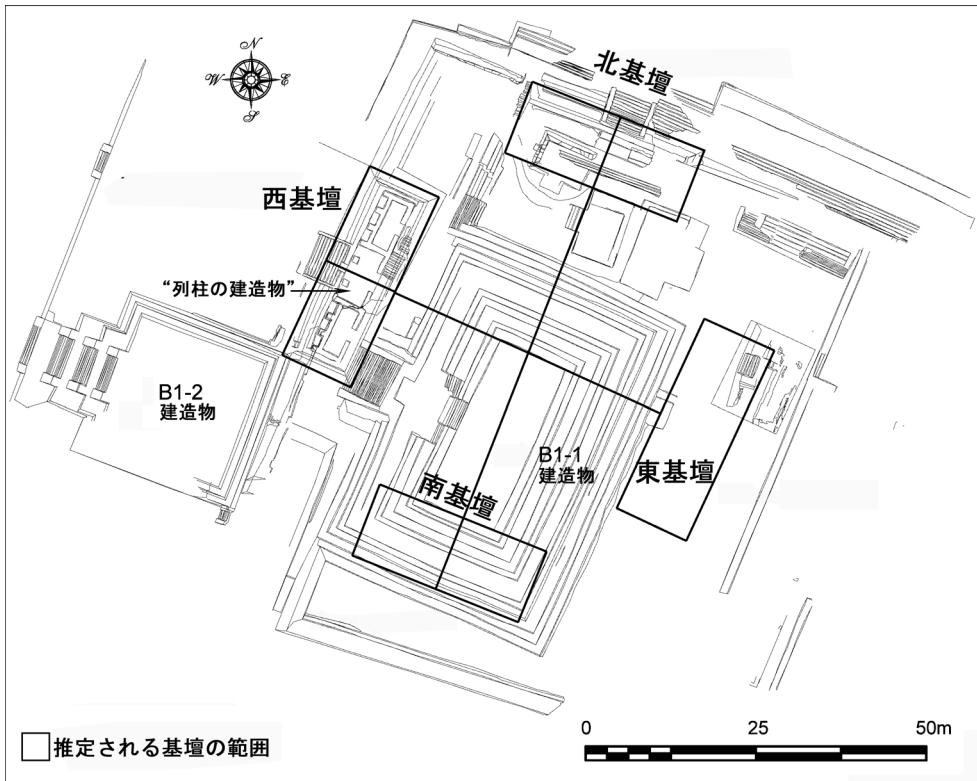 N
W E
S
北基壇
西基壇
“列柱の建造物”
B1-2
建造物
B1-1
建造物
東基壇
南基壇
推定される基壇の範囲
0 25 50m